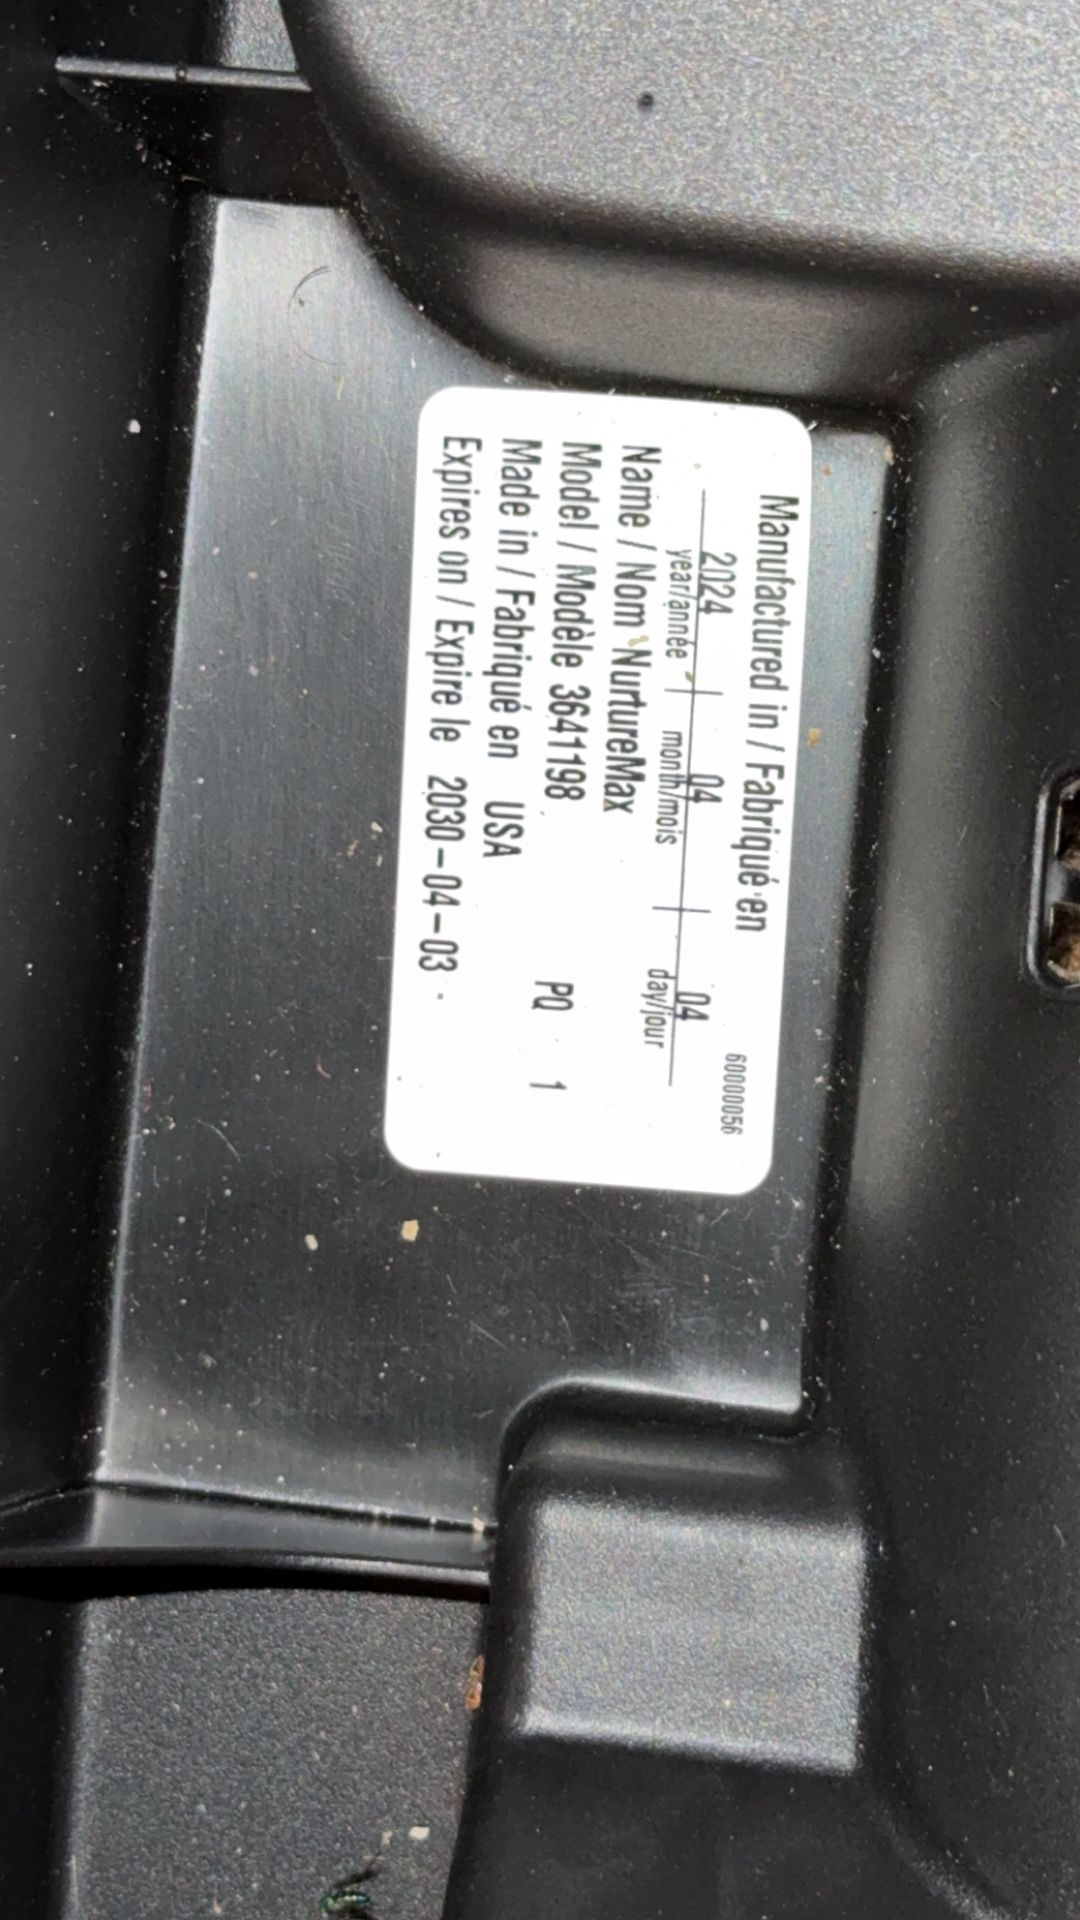 Manufactured in / Fabriqué en
60000056
2024 04 04
year/année month/mois day/jour
Name / Nom NurtureMax
Model / Modèle 3641198 PQ 1
Made in / Fabriqué en USA
Expires on / Expire le 2030-04-03